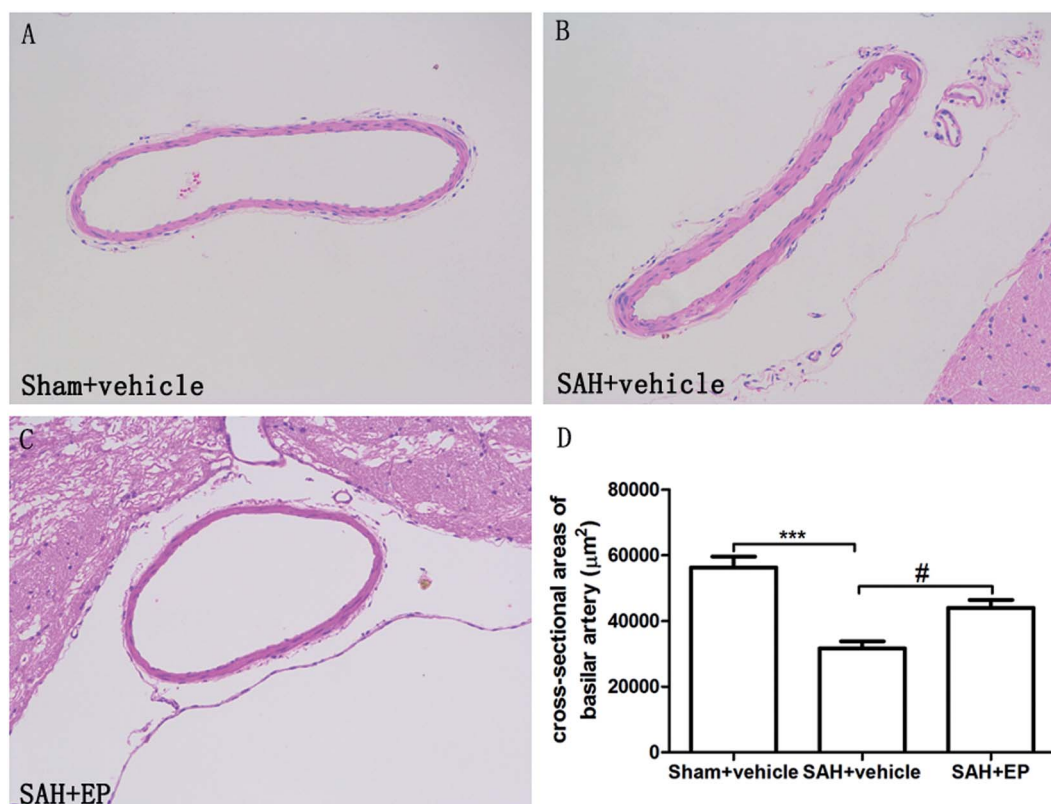 A
Sham+vehicle
B
SAH+vehicle
C
SAH+EP
D
cross-sectional areas of
basilar artery (μm²)
80000
60000
40000
20000
0
***
#
Sham+vehicle SAH+vehicle SAH+EP